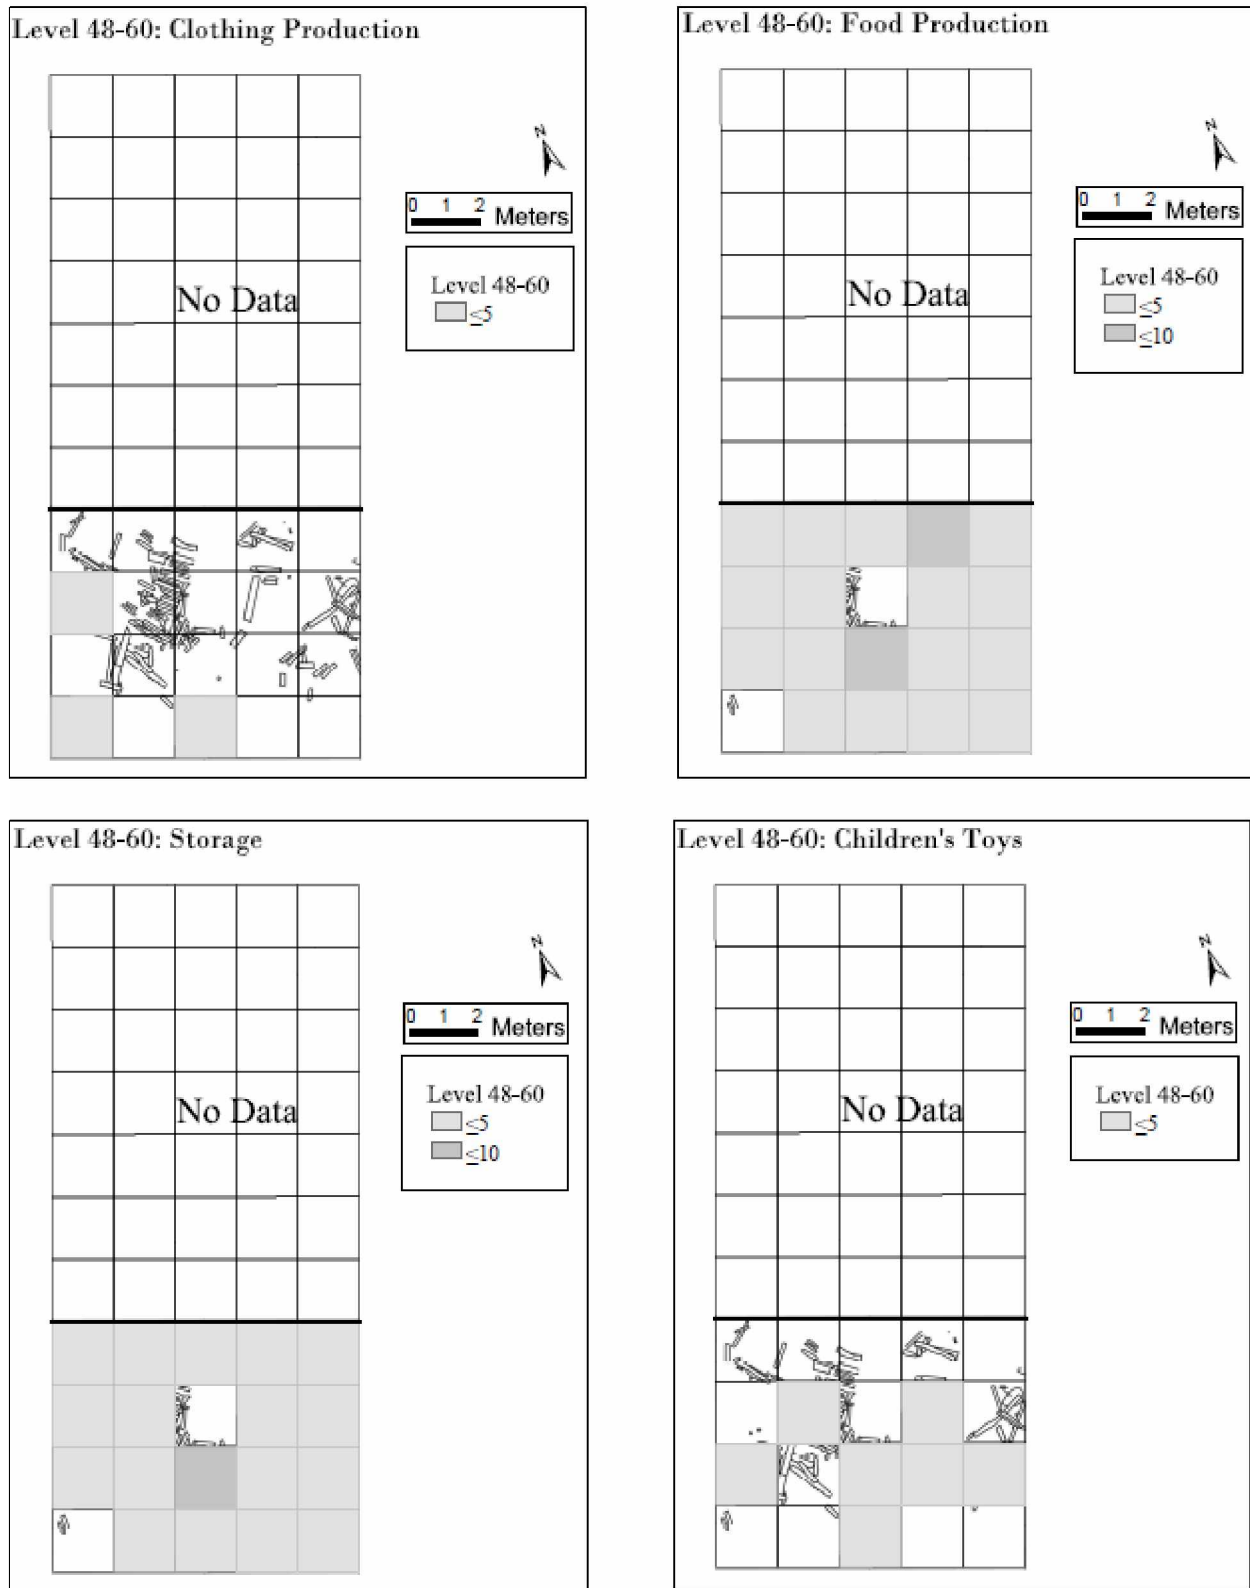 Level 48-60: Clothing Production
N
0 1 2 Meters
Level 48-60
≤5
No Data
Level 48-60: Food Production
N
0 1 2 Meters
Level 48-60
≤5
≤10
No Data
Level 48-60: Storage
N
0 1 2 Meters
Level 48-60
≤5
≤10
No Data
Level 48-60: Children's Toys
N
0 1 2 Meters
Level 48-60
≤5
No Data